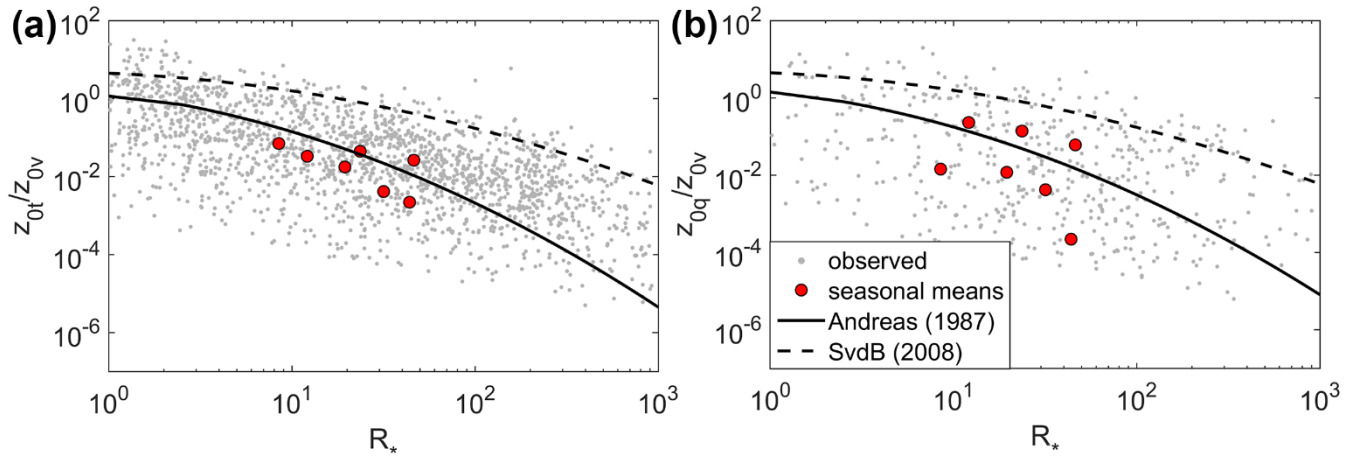 (a)
10^2
10^0
10^-2
10^-4
10^-6
z_0t/z_0v
10^0 10^1 10^2 10^3
R_*
(b)
10^2
10^0
10^-2
10^-4
10^-6
z_0q/z_0v
observed
seasonal means
Andreas (1987)
SvdB (2008)
10^0 10^1 10^2 10^3
R_*